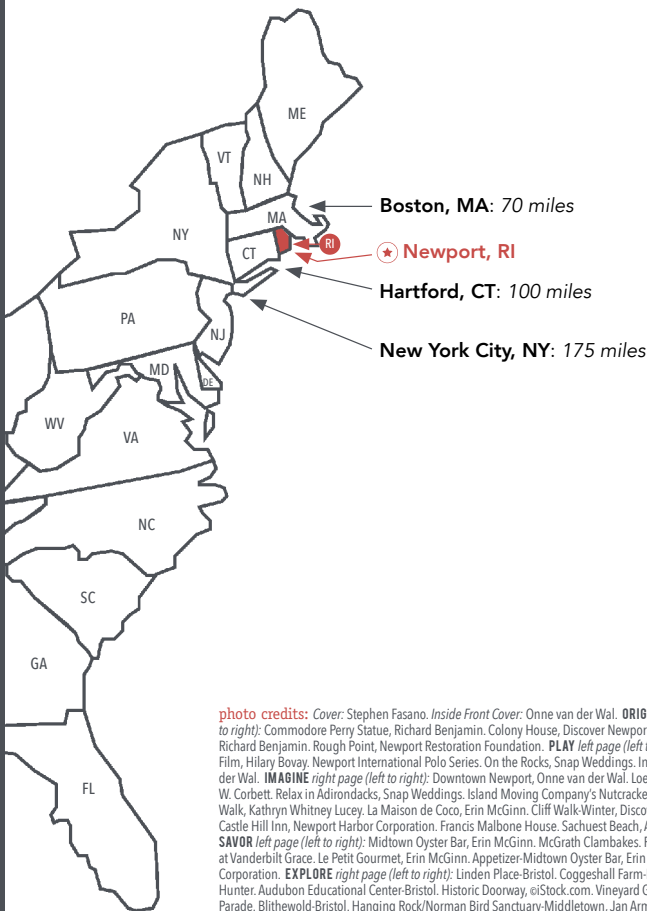 ME
VT
NH
Boston, MA: 70 miles
MA
NY
RI
Newport, RI
CT
Hartford, CT: 100 miles
PA
NJ
New York City, NY: 175 miles
MD
DE
WV
VA
NC
SC
GA
FL
photo credits: Cover: Stephen Fasano. Inside Front Cover: Onne van der Wal. ORIG
to right): Commodore Perry Statue, Richard Benjamin. Colony House, Discover Newpor
Richard Benjamin. Rough Point, Newport Restoration Foundation. PLAY left page (left t
Film, Hilary Bovay. Newport International Polo Series. On the Rocks, Snap Weddings. In
der Wal. IMAGINE right page (left to right): Downtown Newport, Onne van der Wal. Loe
W. Corbett. Relax in Adirondacks, Snap Weddings. Island Moving Company's Nutcracke
Walk, Kathryn Whitney Lucey. La Maison de Coco, Erin McGinn. Cliff Walk-Winter, Disco
Castle Hill Inn, Newport Harbor Corporation. Francis Malbone House. Sachuest Beach, A
SAVOR left page (left to right): Midtown Oyster Bar, Erin McGinn. McGrath Clambakes. F
at Vanderbilt Grace. Le Petit Gourmet, Erin McGinn. Appetizer-Midtown Oyster Bar, Erin
Corporation. EXPLORE right page (left to right): Linden Place-Bristol. Coggeshall Farm-
Hunter. Audubon Educational Center-Bristol. Historic Doorway, ©iStock.com. Vineyard G
Parade. Blithewold-Bristol. Hanging Rock/Norman Bird Sanctuary-Middletown, Jan Arm